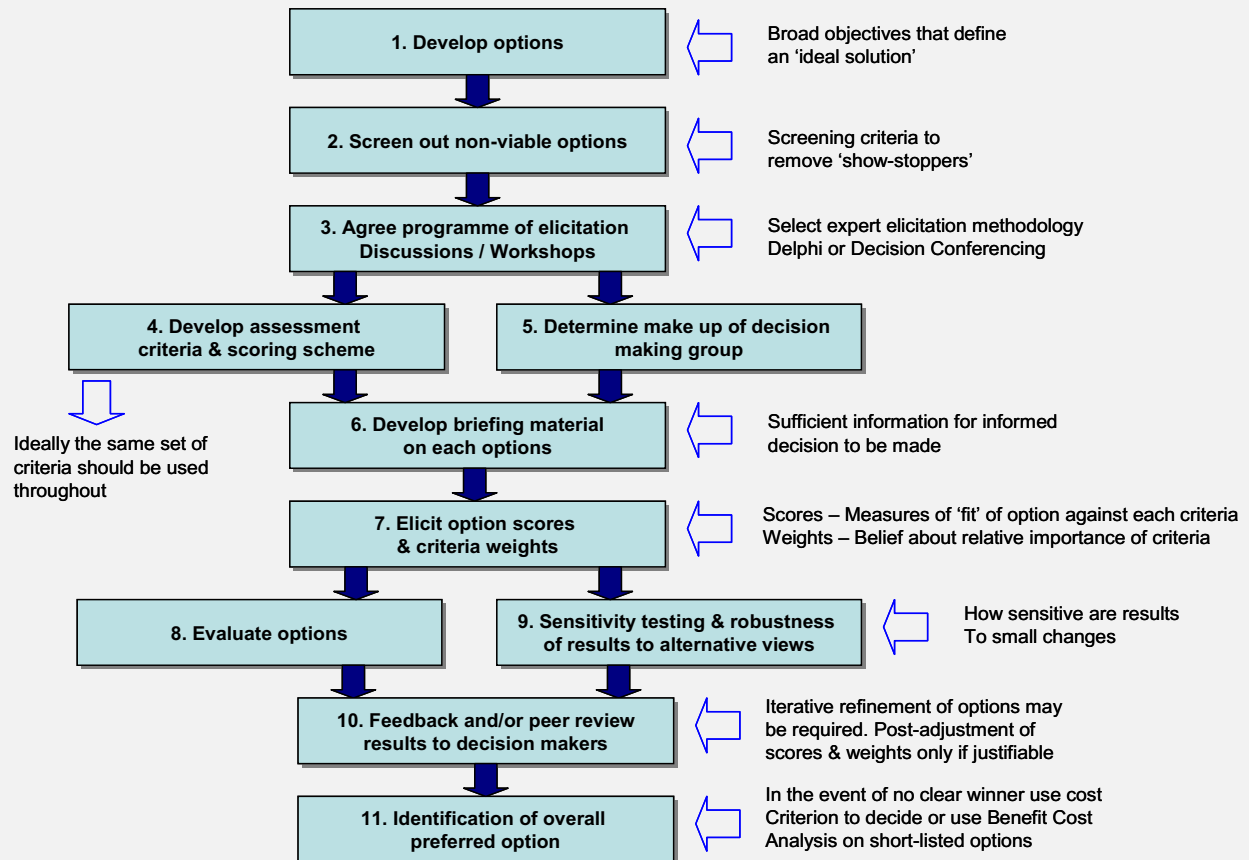 1. Develop options
Broad objectives that define
an ‘ideal solution’
2. Screen out non-viable options
Screening criteria to
remove ‘show-stoppers’
3. Agree programme of elicitation
Discussions / Workshops
Select expert elicitation methodology
Delphi or Decision Conferencing
4. Develop assessment
criteria & scoring scheme
5. Determine make up of decision
making group
Ideally the same set of
criteria should be used
throughout
6. Develop briefing material
on each options
Sufficient information for informed
decision to be made
7. Elicit option scores
& criteria weights
Scores – Measures of ‘fit’ of option against each criteria
Weights – Belief about relative importance of criteria
8. Evaluate options
9. Sensitivity testing & robustness
of results to alternative views
How sensitive are results
To small changes
10. Feedback and/or peer review
results to decision makers
Iterative refinement of options may
be required. Post-adjustment of
scores & weights only if justifiable
11. Identification of overall
preferred option
In the event of no clear winner use cost
Criterion to decide or use Benefit Cost
Analysis on short-listed options